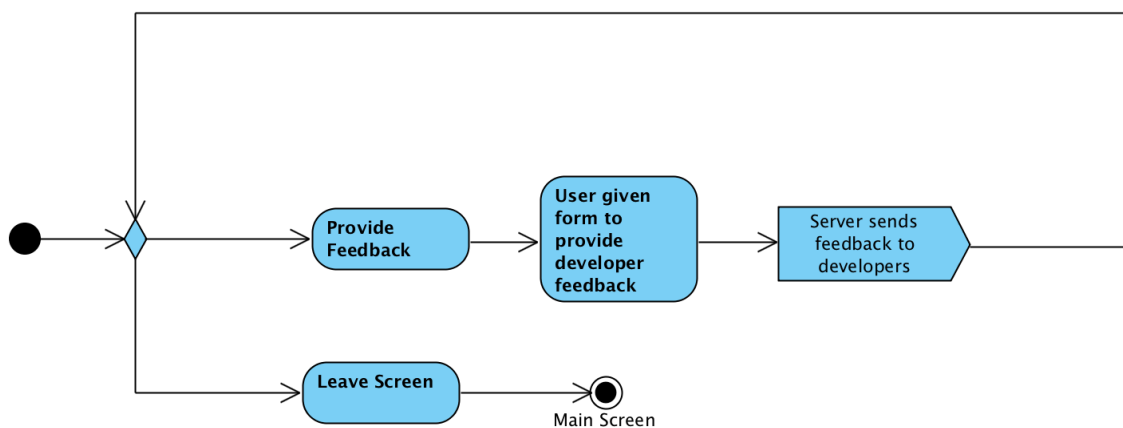 Provide
Feedback
User given
form to
provide
developer
feedback
Server sends
feedback to
developers
Leave Screen
Main Screen